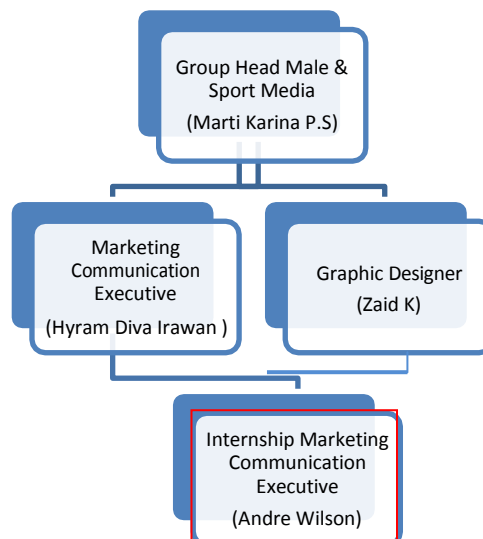 Group Head Male &
Sport Media
(Marti Karina P.S)
Marketing
Communication
Executive
(Hyram Diva Irawan )
Graphic Designer
(Zaid K)
Internship Marketing
Communication
Executive
(Andre Wilson)